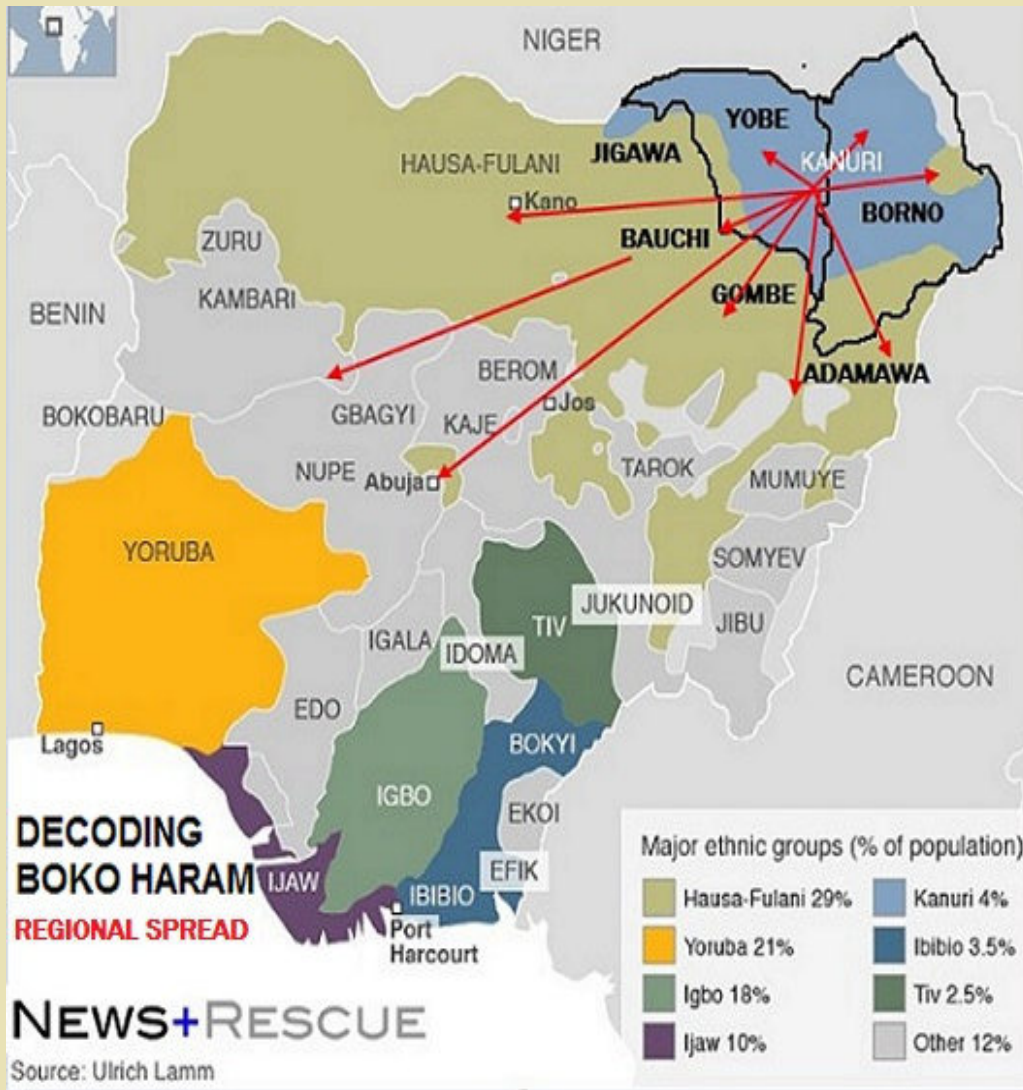 NIGER
YOBE
KANURI
JIGAWA
HAUSA-FULANI
Kano
BORNO
BAUCHI
ZURU
KAMBARI
GOMBE
BENIN
BEROM
ADAMAWA
BOKOBARU
GBAGYI
KAJE
Jos
NUPE
Abuja
TAROK
MUMUYE
YORUBA
SOMYEV
JUKUNOID
TIV
JIBU
IGALA
IDOMA
CAMEROON
EDO
Lagos
BOKYI
IGBO
EKOI
EFIK
IJAW
IBIBIO
Port
Harcourt
DECODING
BOKO HARAM
REGIONAL SPREAD
NEWS+RESCUE
Source: Ulrich Lamm
Major ethnic groups (% of population)
Hausa-Fulani 29%
Yoruba 21%
Igbo 18%
Ijaw 10%
Kanuri 4%
Ibibio 3.5%
Tiv 2.5%
Other 12%